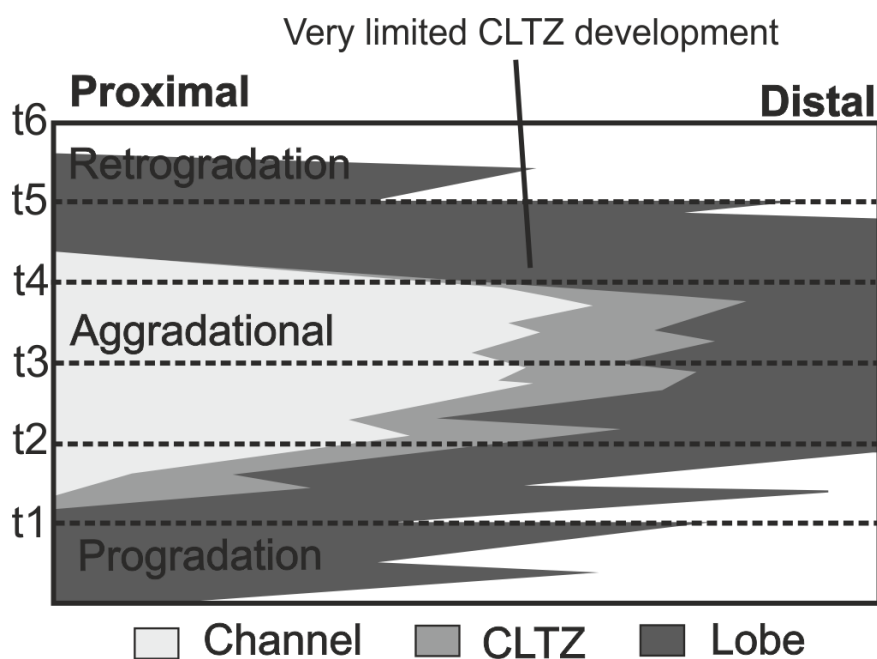 Very limited CLTZ development
Proximal
Distal
t6
Retrogradation
t5
t4
Aggradational
t3
t2
t1
Progradation
Channel CLTZ Lobe